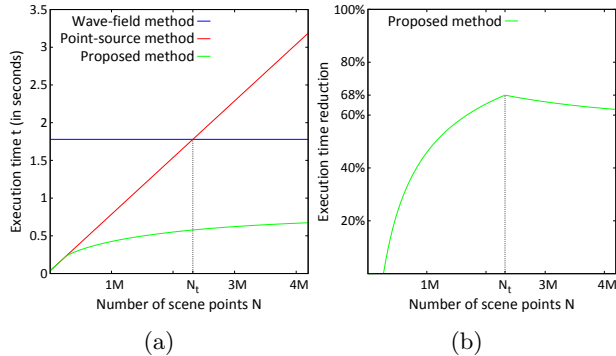 Wave-field method
Point-source method
Proposed method
Execution time t (in seconds)
3.5
3
2.5
2
1.5
1
0.5
0
1M
Nt
3M
4M
Number of scene points N
(a)
Proposed method
Execution time reduction
100%
80%
68%
60%
20%
1M
Nt
3M
4M
Number of scene points N
(b)